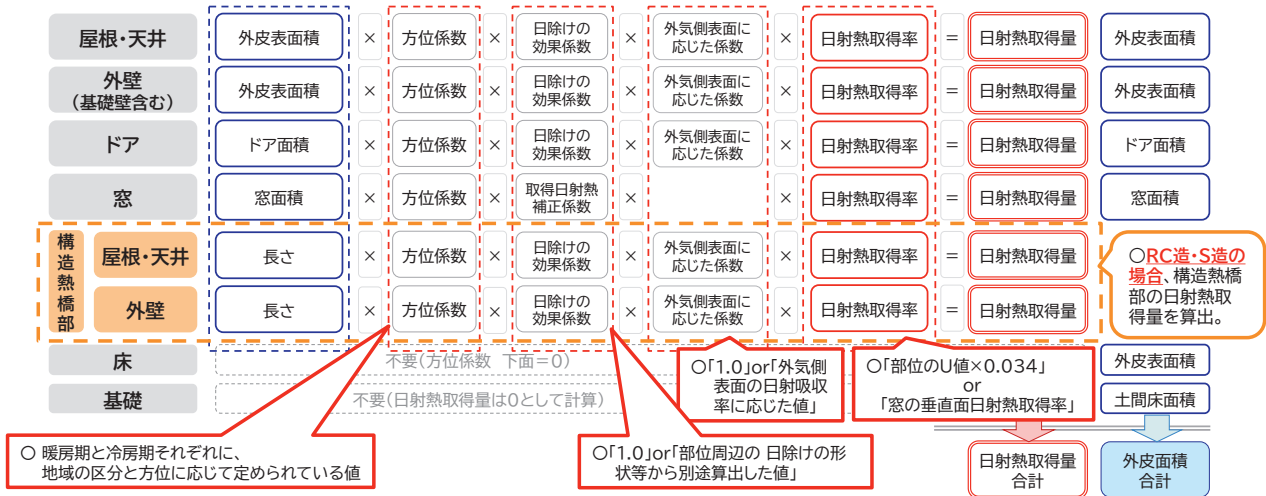 屋根・天井 外皮表面積 × 方位係数 × 日除けの効果係数 × 外気側表面に応じた係数 × 日射熱取得率 = 日射熱取得量 外皮表面積
外壁(基礎壁含む) 外皮表面積 × 方位係数 × 日除けの効果係数 × 外気側表面に応じた係数 × 日射熱取得率 = 日射熱取得量 外皮表面積
ドア ドア面積 × 方位係数 × 日除けの効果係数 × 外気側表面に応じた係数 × 日射熱取得率 = 日射熱取得量 ドア面積
窓 窓面積 × 方位係数 × 取得日射熱補正係数 × 日射熱取得率 = 日射熱取得量 窓面積
構造熱橋部
屋根・天井 長さ × 方位係数 × 日除けの効果係数 × 外気側表面に応じた係数 × 日射熱取得率 = 日射熱取得量
外壁 長さ × 方位係数 × 日除けの効果係数 × 外気側表面に応じた係数 × 日射熱取得率 = 日射熱取得量
○RC造・S造の
場合、構造熱橋
部の日射熱取
得量を算出。
床 不要(方位係数 下面=0) 外皮表面積
基礎 不要(日射熱取得量は0として計算) 土間床面積
○「1.0」or「外気側
表面の日射吸収
率に応じた値」
○「部位のU値×0.034」
or
「窓の垂直面日射熱取得率」
○ 暖房期と冷房期それぞれに、
地域の区分と方位に応じて定められている値
○「1.0」or「部位周辺の 日除けの形
状等から別途算出した値」
日射熱取得量
合計
外皮面積
合計